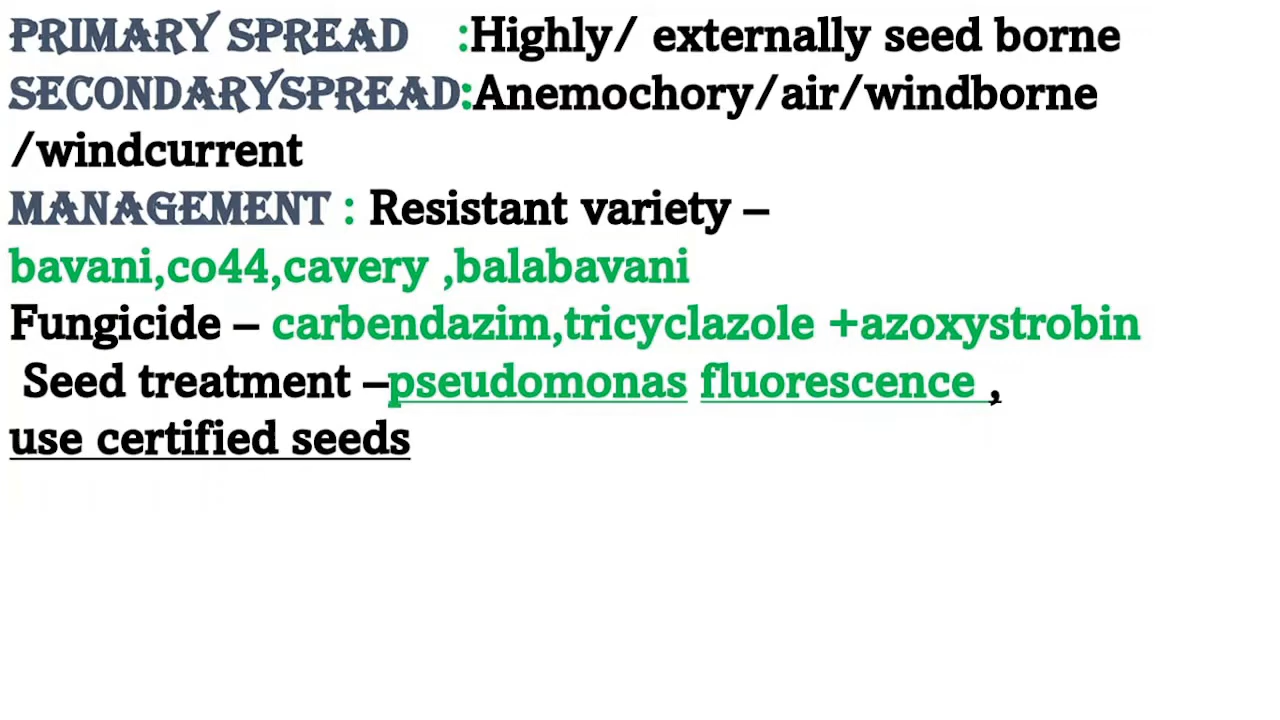 PRIMARY SPREAD :Highly/ externally seed borne
SECONDARYSPREAD:Anemochory/air/windborne
/windcurrent
MANAGEMENT : Resistant variety –
bavani,co44,cavery ,balabavani
Fungicide – carbendazim,tricyclazole +azoxystrobin
Seed treatment –pseudomonas fluorescence ,
use certified seeds